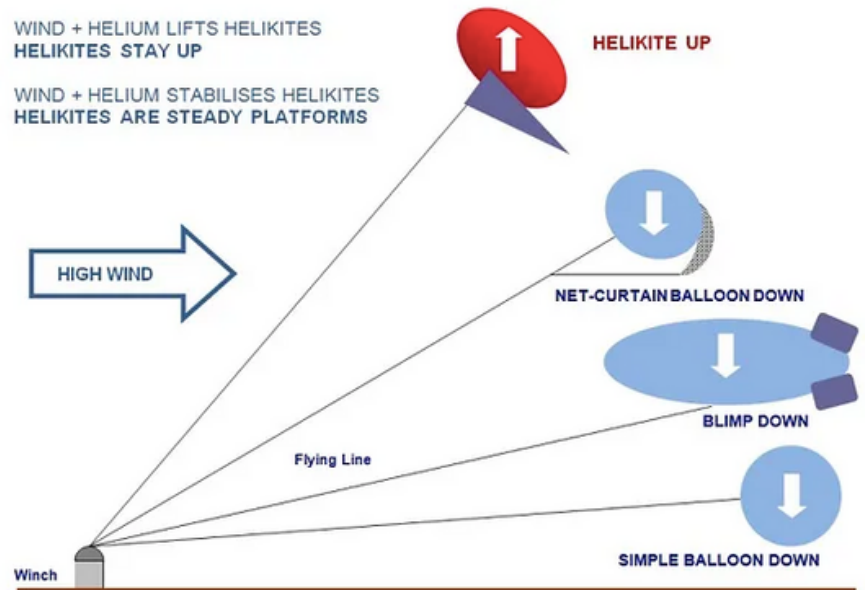 WIND + HELIUM LIFTS HELIKITES
HELIKITES STAY UP
HELIKITE UP
WIND + HELIUM STABILISES HELIKITES
HELIKITES ARE STEADY PLATFORMS
HIGH WIND
NET-CURTAIN BALLOON DOWN
BLIMP DOWN
Flying Line
SIMPLE BALLOON DOWN
Winch